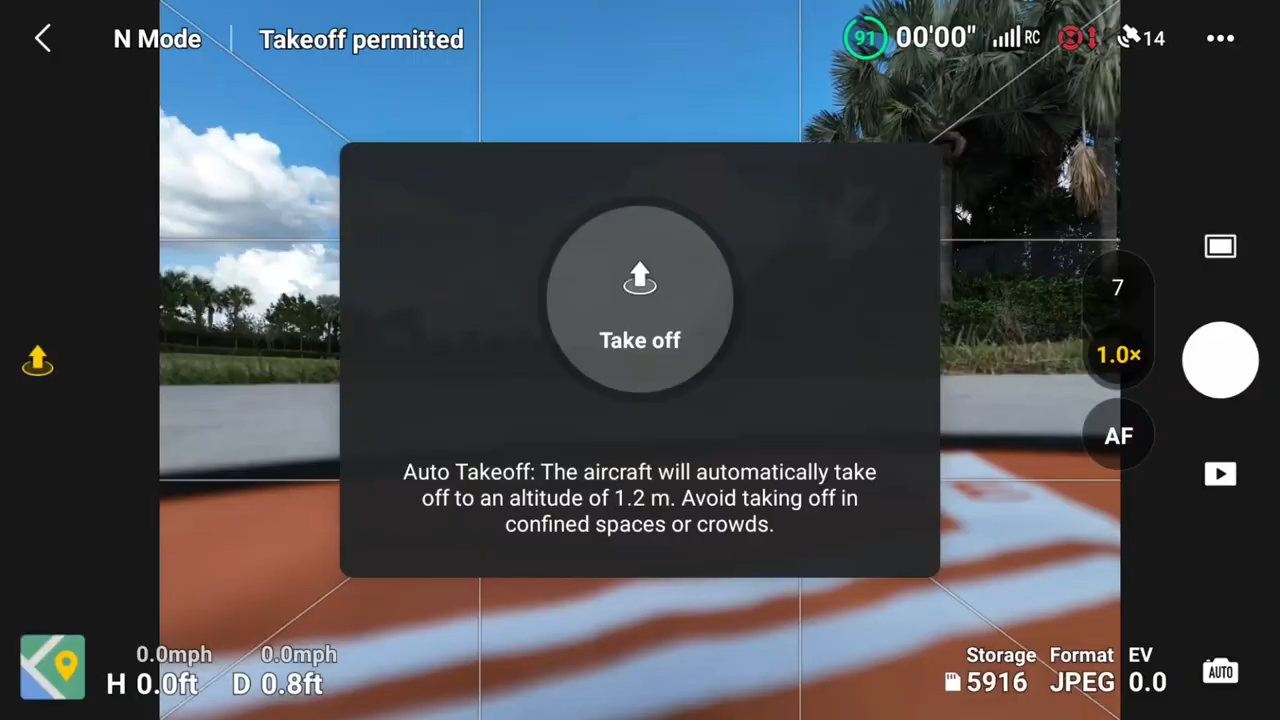 N Mode
Takeoff permitted
91
00'00"
RC
14
Take off
Auto Takeoff: The aircraft will automatically take
off to an altitude of 1.2 m. Avoid taking off in
confined spaces or crowds.
7
1.0×
AF
0.0mph
0.0mph
H 0.0ft
D 0.8ft
Storage
Format
EV
5916
JPEG
0.0
AUTO